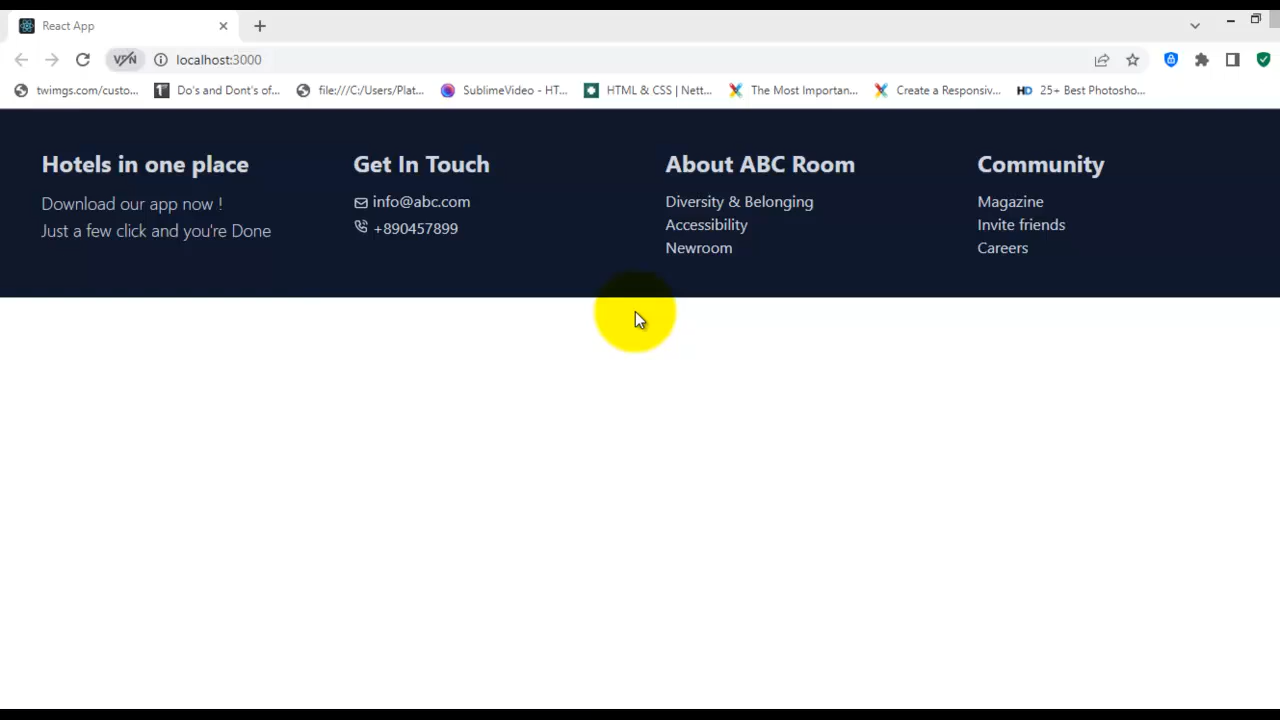 React App
VPN
localhost:3000
twimgs.com/custo...
Do's and Dont's of...
file:///C:/Users/Plat...
SublimeVideo - HT...
HTML & CSS | Nett...
The Most Importan...
Create a Responsiv...
HD 25+ Best Photosho...
Hotels in one place
Download our app now !
Just a few click and you're Done
Get In Touch
info@abc.com
+890457899
About ABC Room
Diversity & Belonging
Accessibility
Newroom
Community
Magazine
Invite friends
Careers